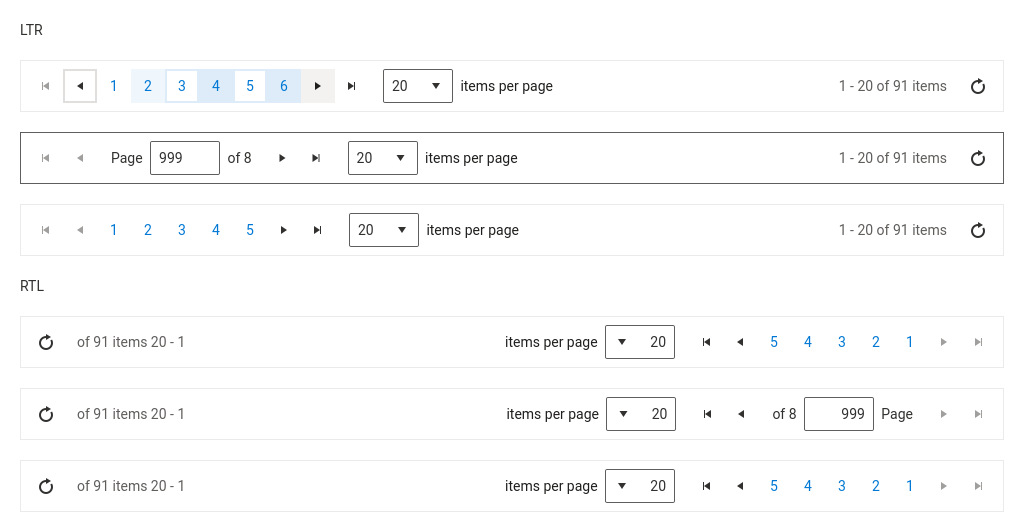 LTR
1 2 3 4 5 6 20 items per page 1 - 20 of 91 items
Page 999 of 8 20 items per page 1 - 20 of 91 items
1 2 3 4 5 20 items per page 1 - 20 of 91 items
RTL
of 91 items 20 - 1 items per page 20 5 4 3 2 1
of 91 items 20 - 1 items per page 20 of 8 999 Page
of 91 items 20 - 1 items per page 20 5 4 3 2 1